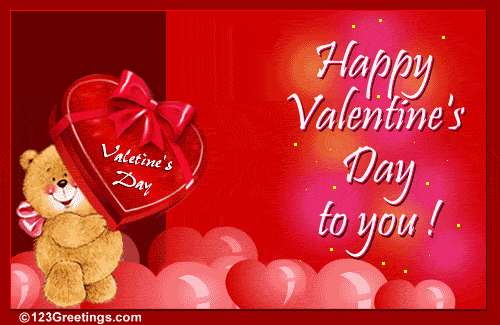 Happy
Valentine's
Day
to you !
Valetine's
Day
©123Greetings.com